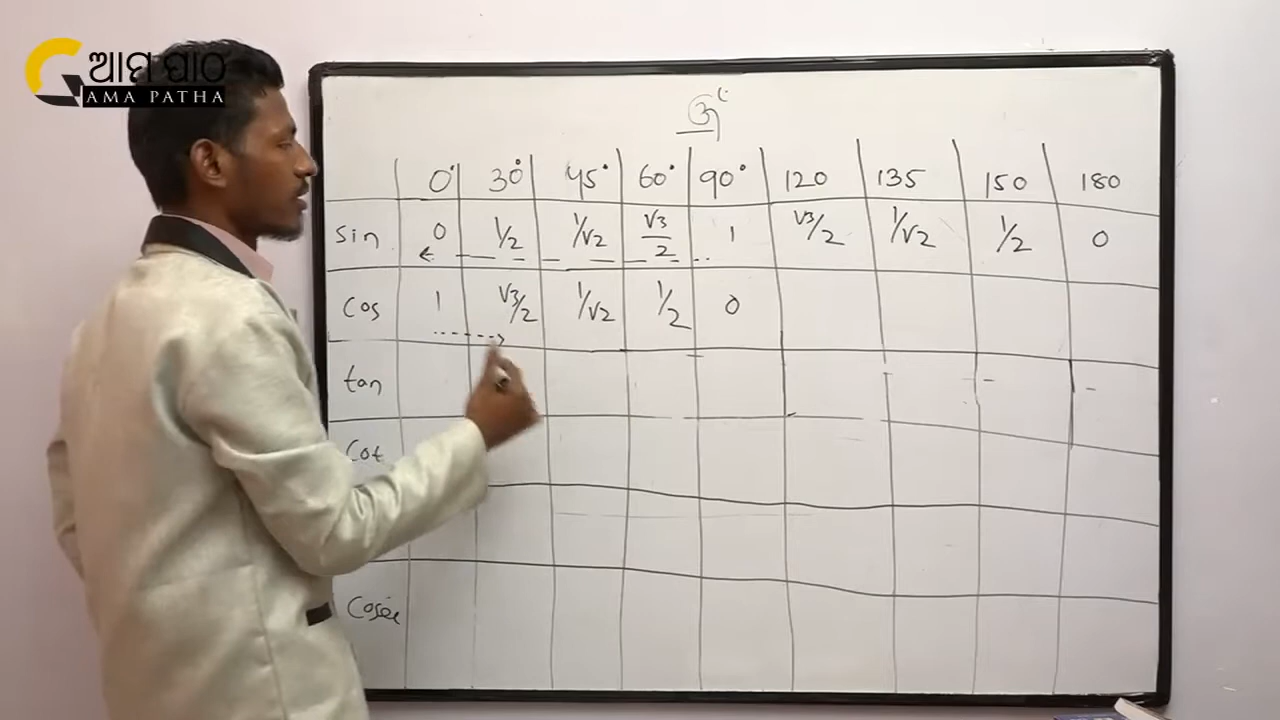 ଆମ ପାଠ
AMA PATHA
0° 30° 45° 60° 90° 120 135 150 180
sin 0 1/2 1/√2 √3/2 1 √3/2 1/√2 1/2 0
cos 1 √3/2 1/√2 1/2 0
tan
Cot
Cosec